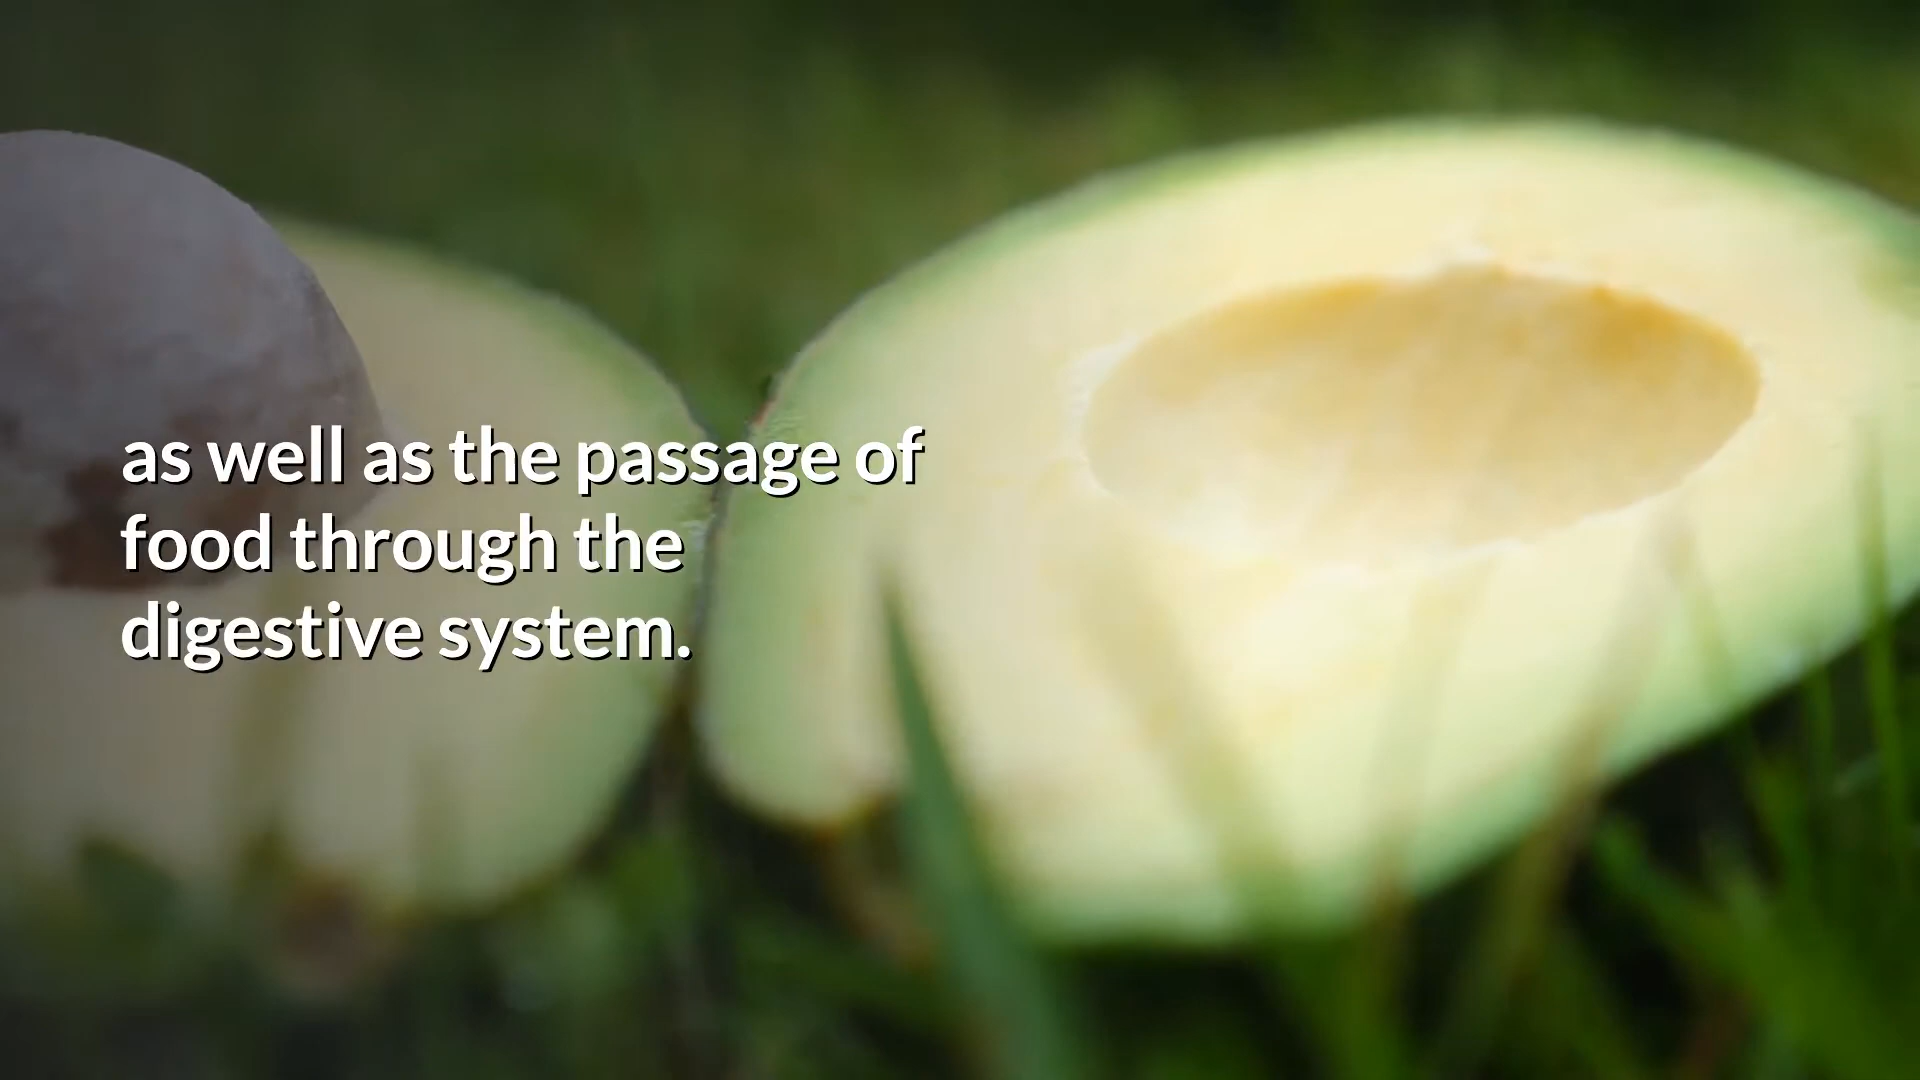 as well as the passage of
food through the
digestive system.